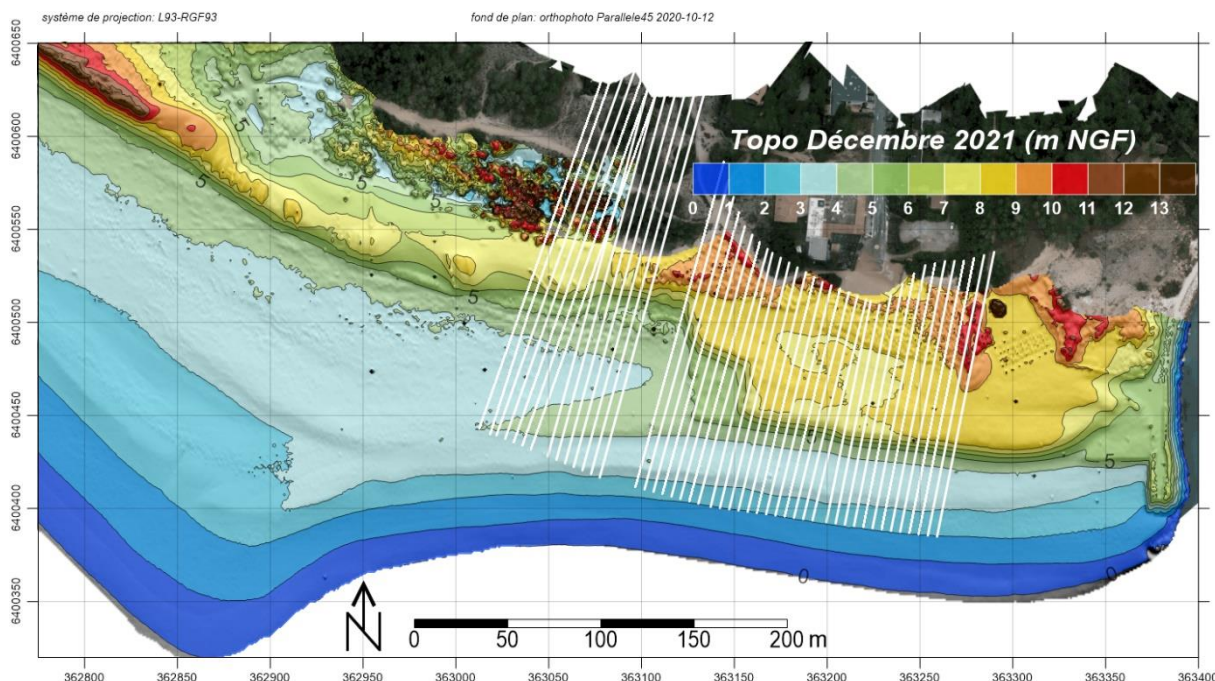 système de projection: L93-RGF93
fond de plan: orthophoto Parallele45 2020-10-12
6400650
6400600
6400550
6400500
6400450
6400400
6400350
Topo Décembre 2021 (m NGF)
0 1 2 3 4 5 6 7 8 9 10 11 12 13
5
5
5
5
5
5
5
0
0
N
0 50 100 150 200 m
362800 362850 362900 362950 363000 363050 363100 363150 363200 363250 363300 363350 363400